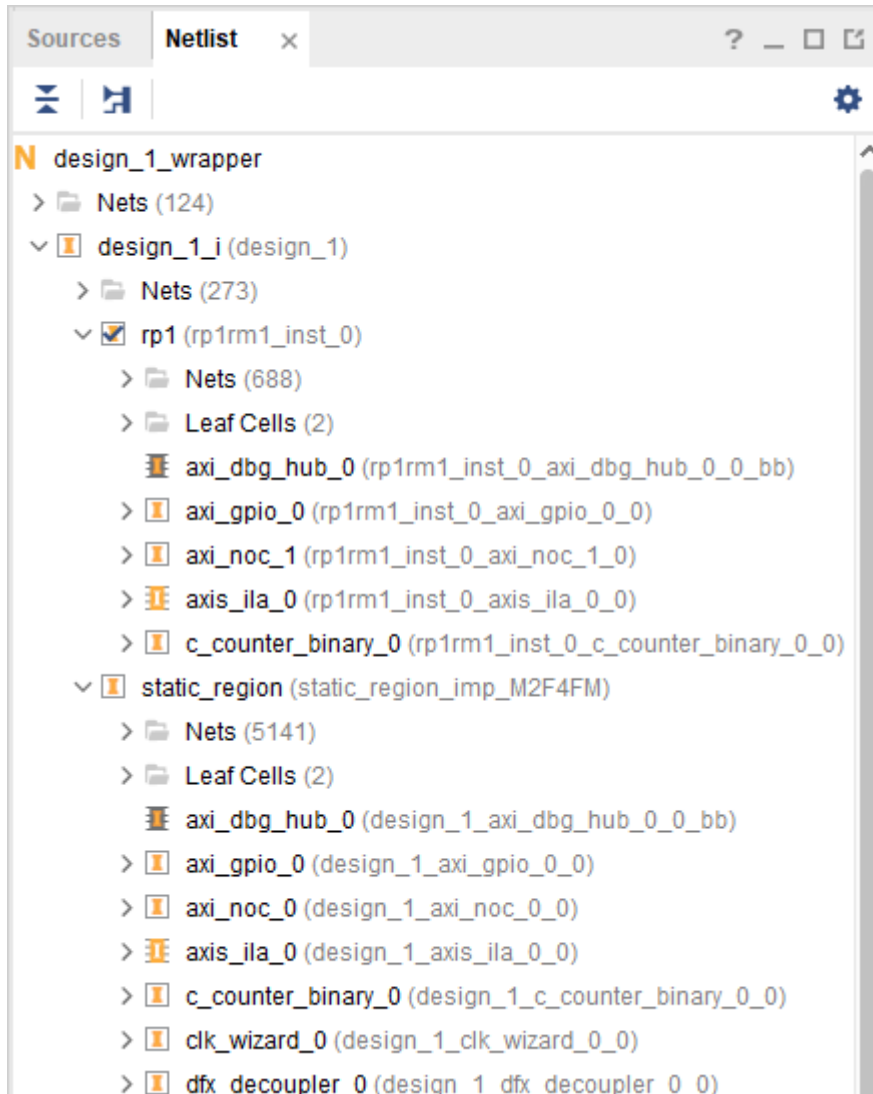 Sources Netlist ×
?
N design_1_wrapper
Nets (124)
design_1_i (design_1)
Nets (273)
rp1 (rp1rm1_inst_0)
Nets (688)
Leaf Cells (2)
axi_dbg_hub_0 (rp1rm1_inst_0_axi_dbg_hub_0_0_bb)
axi_gpio_0 (rp1rm1_inst_0_axi_gpio_0_0)
axi_noc_1 (rp1rm1_inst_0_axi_noc_1_0)
axis_ila_0 (rp1rm1_inst_0_axis_ila_0_0)
c_counter_binary_0 (rp1rm1_inst_0_c_counter_binary_0_0)
static_region (static_region_imp_M2F4FM)
Nets (5141)
Leaf Cells (2)
axi_dbg_hub_0 (design_1_axi_dbg_hub_0_0_bb)
axi_gpio_0 (design_1_axi_gpio_0_0)
axi_noc_0 (design_1_axi_noc_0_0)
axis_ila_0 (design_1_axis_ila_0_0)
c_counter_binary_0 (design_1_c_counter_binary_0_0)
clk_wizard_0 (design_1_clk_wizard_0_0)
dfx_decoupler_0 (design_1_dfx_decoupler_0_0)